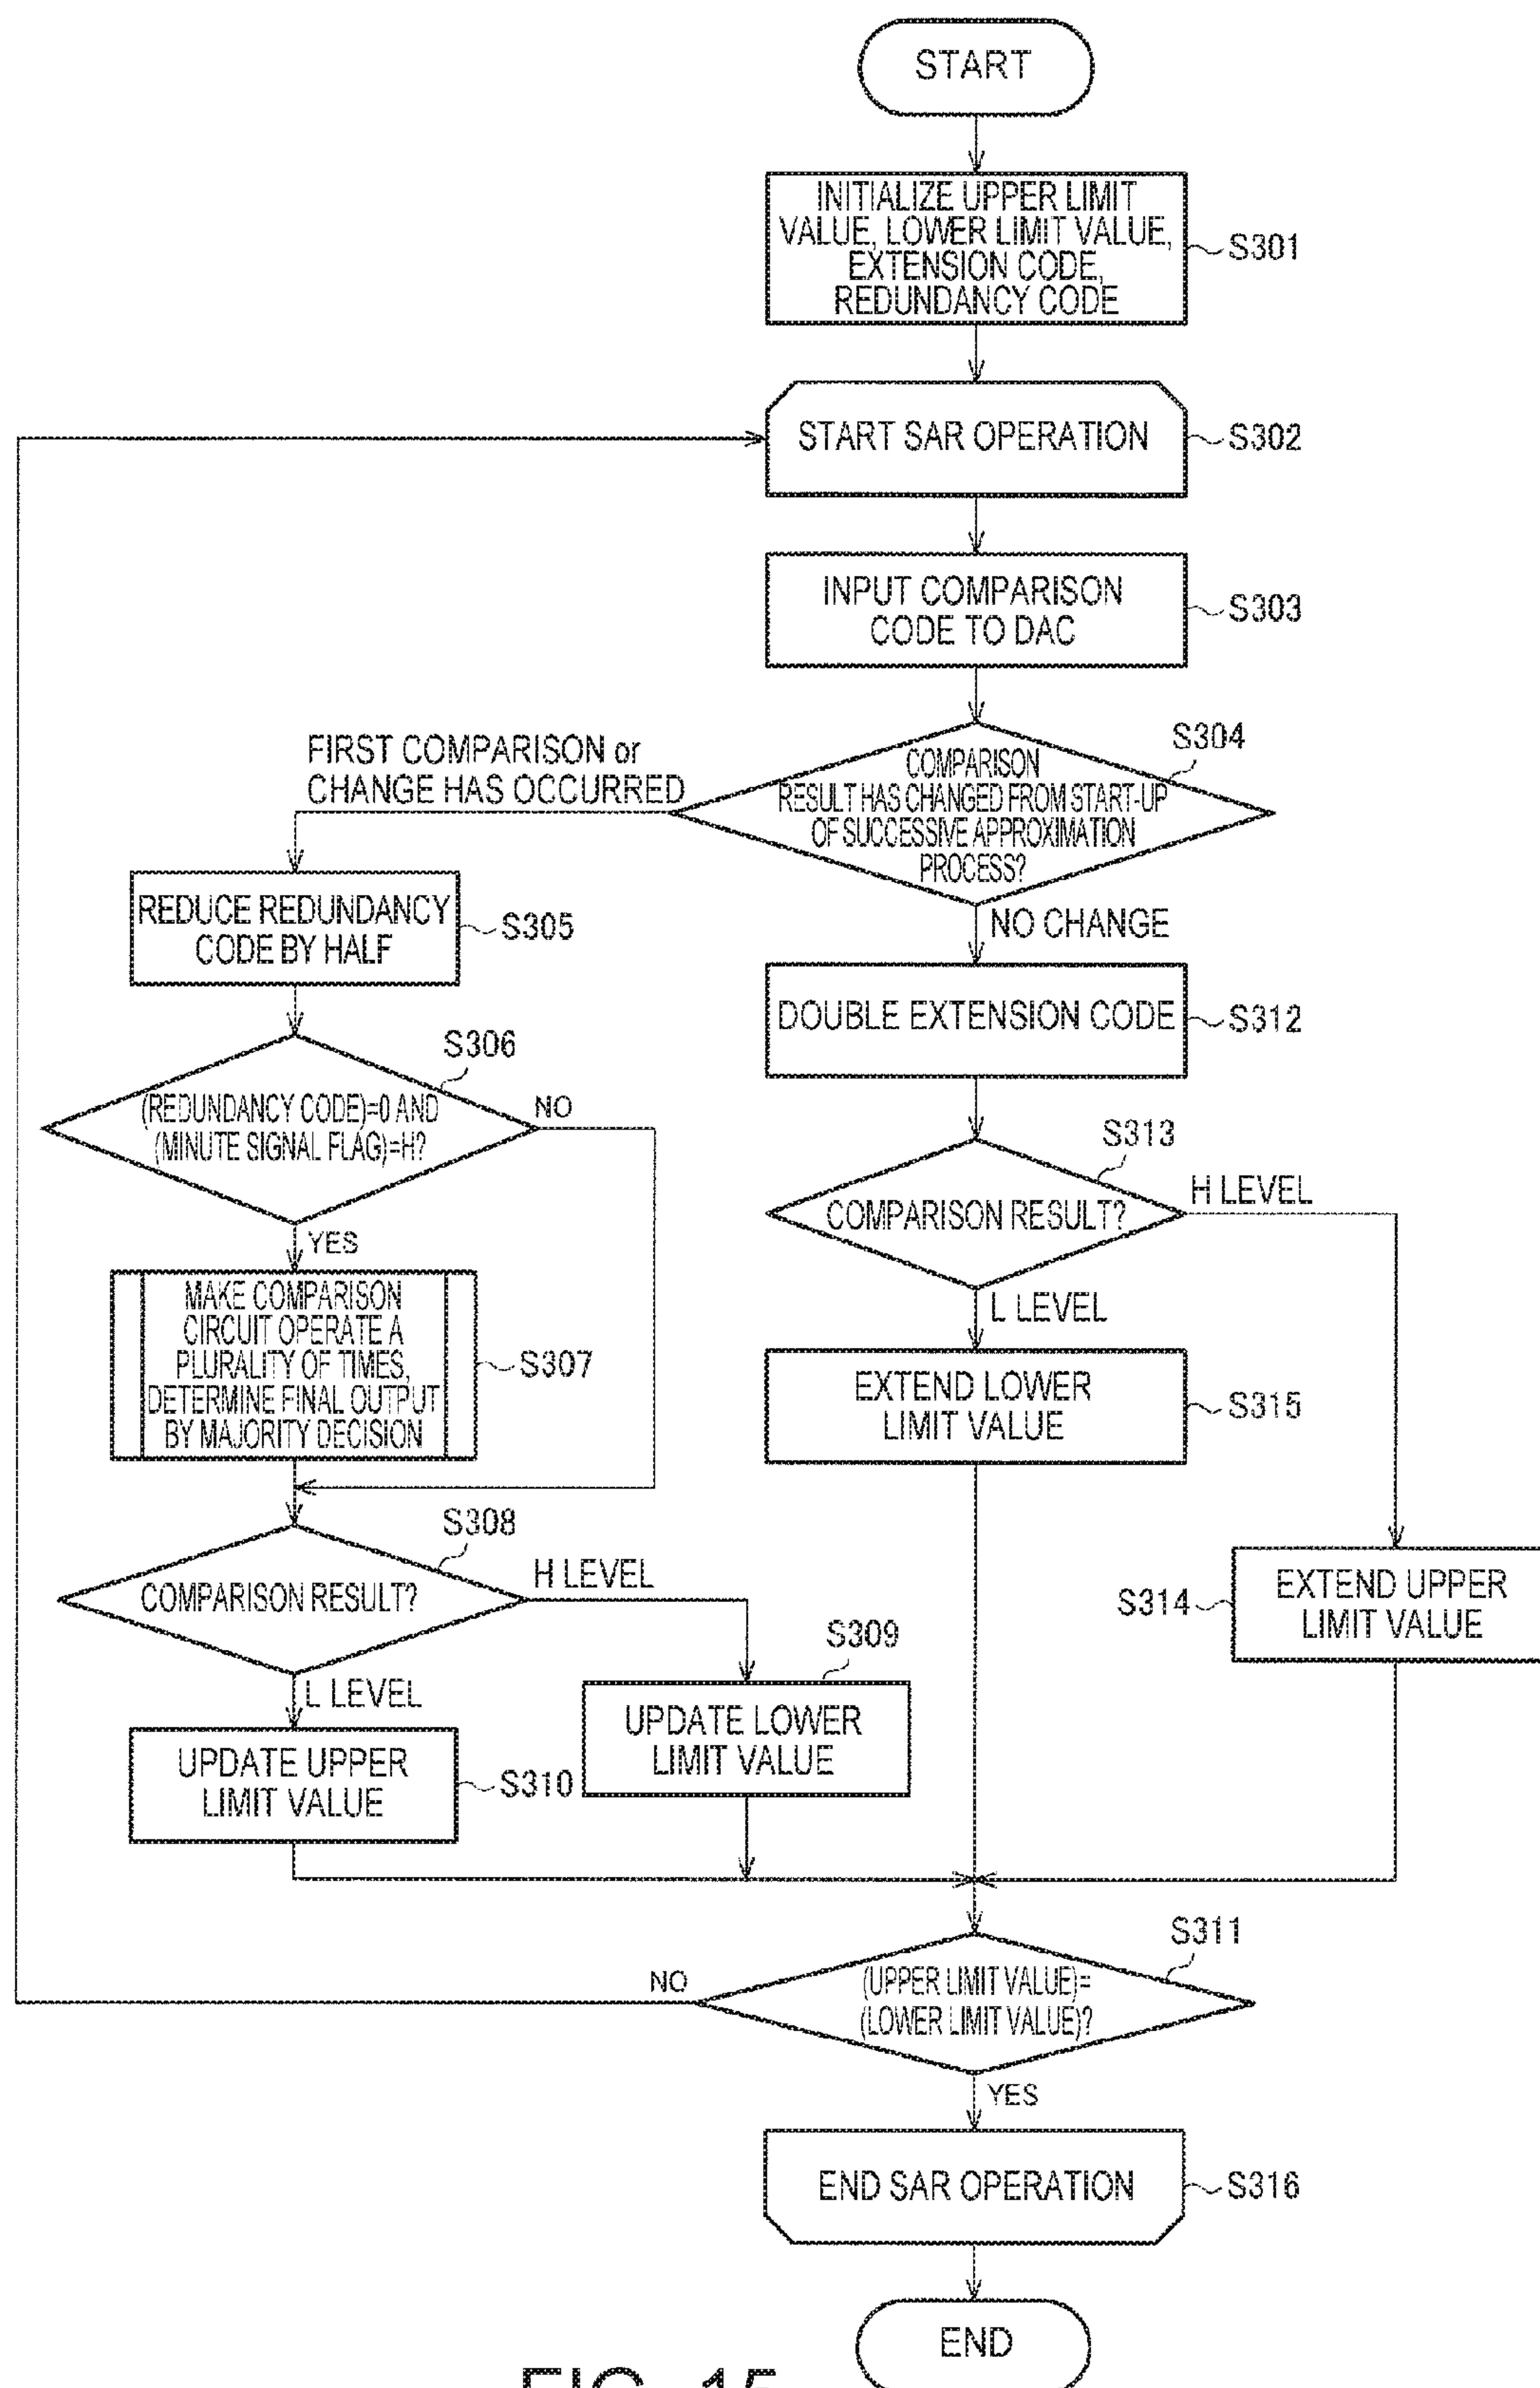 START
INITIALIZE UPPER LIMIT
VALUE, LOWER LIMIT VALUE,
EXTENSION CODE,
REDUNDANCY CODE
S301
START SAR OPERATION
S302
INPUT COMPARISON
CODE TO DAC
S303
S304
COMPARISON
RESULT HAS CHANGED FROM START-UP
OF SUCCESSIVE APPROXIMATION
PROCESS?
FIRST COMPARISON or
CHANGE HAS OCCURRED
NO CHANGE
REDUCE REDUNDANCY
CODE BY HALF
S305
DOUBLE EXTENSION CODE
S312
S306
(REDUNDANCY CODE)=0 AND
(MINUTE SIGNAL FLAG)=H?
NO
YES
S313
COMPARISON RESULT?
H LEVEL
L LEVEL
MAKE COMPARISON
CIRCUIT OPERATE A
PLURALITY OF TIMES,
DETERMINE FINAL OUTPUT
BY MAJORITY DECISION
S307
EXTEND LOWER
LIMIT VALUE
S315
S308
COMPARISON RESULT?
H LEVEL
L LEVEL
S314
EXTEND UPPER
LIMIT VALUE
S309
UPDATE LOWER
LIMIT VALUE
UPDATE UPPER
LIMIT VALUE
S310
S311
(UPPER LIMIT VALUE)=
(LOWER LIMIT VALUE)?
NO
YES
END SAR OPERATION
S316
END
FIG. 15